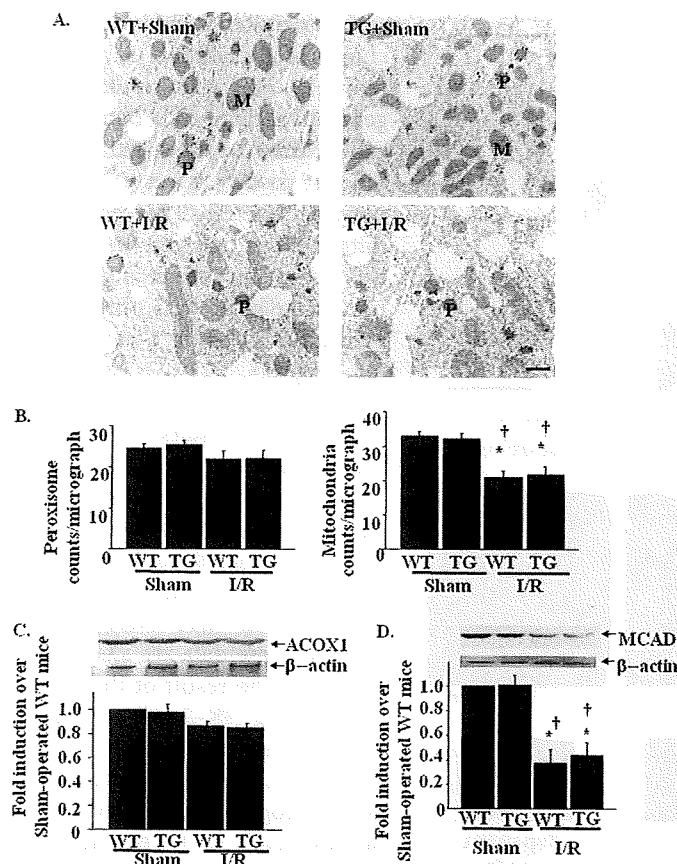 A.
WT+Sham
M
P
TG+Sham
P
M
WT+I/R
P
TG+I/R
P
B.
Peroxisome
counts/micrograph
30
20
10
0
WT TG WT TG
Sham I/R
Mitochondria
counts/micrograph
40
30
20
10
0
† †
* *
WT TG WT TG
Sham I/R
C.
←ACOX1
←β–actin
Fold induction over
Sham-operated WT mice
1.0
0.8
0.6
0.4
0.2
0
WT TG WT TG
Sham I/R
D.
←MCAD
←β–actin
Fold induction over
Sham-operated WT mice
1.0
0.8
0.6
0.4
0.2
0
*† †
*
WT TG WT TG
Sham I/R